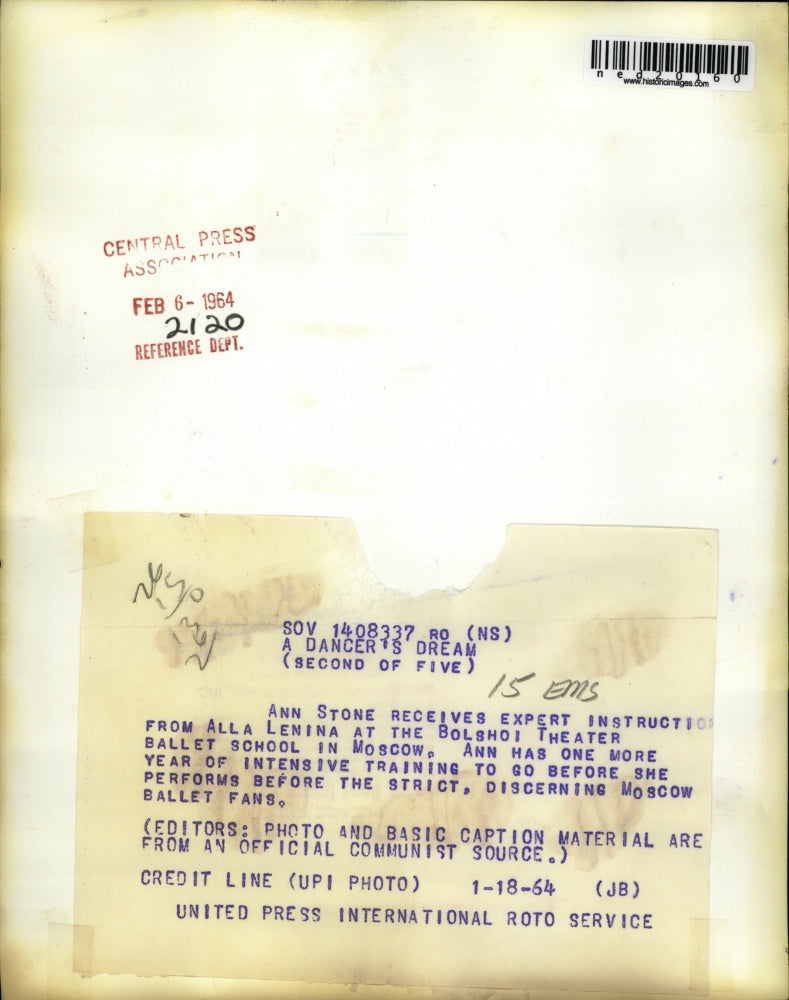 ned20160
www.historicimages.com
CENTRAL PRESS
ASSOCIATION
FEB 6- 1964
2120
REFERENCE DEPT.
SOV 1408337 RO (NS)
A DANCER'S DREAM
(SECOND OF FIVE)
15 EMS
ANN STONE RECEIVES EXPERT INSTRUCTION
FROM ALLA LENINA AT THE BOLSHOI THEATER
BALLET SCHOOL IN MOSCOW. ANN HAS ONE MORE
YEAR OF INTENSIVE TRAINING TO GO BEFORE SHE
PERFORMS BEFORE THE STRICT, DISCERNING MOSCOW
BALLET FANS.
(EDITORS: PHOTO AND BASIC CAPTION MATERIAL ARE
FROM AN OFFICIAL COMMUNIST SOURCE.)
CREDIT LINE (UPI PHOTO) 1-18-64 (JB)
UNITED PRESS INTERNATIONAL ROTO SERVICE